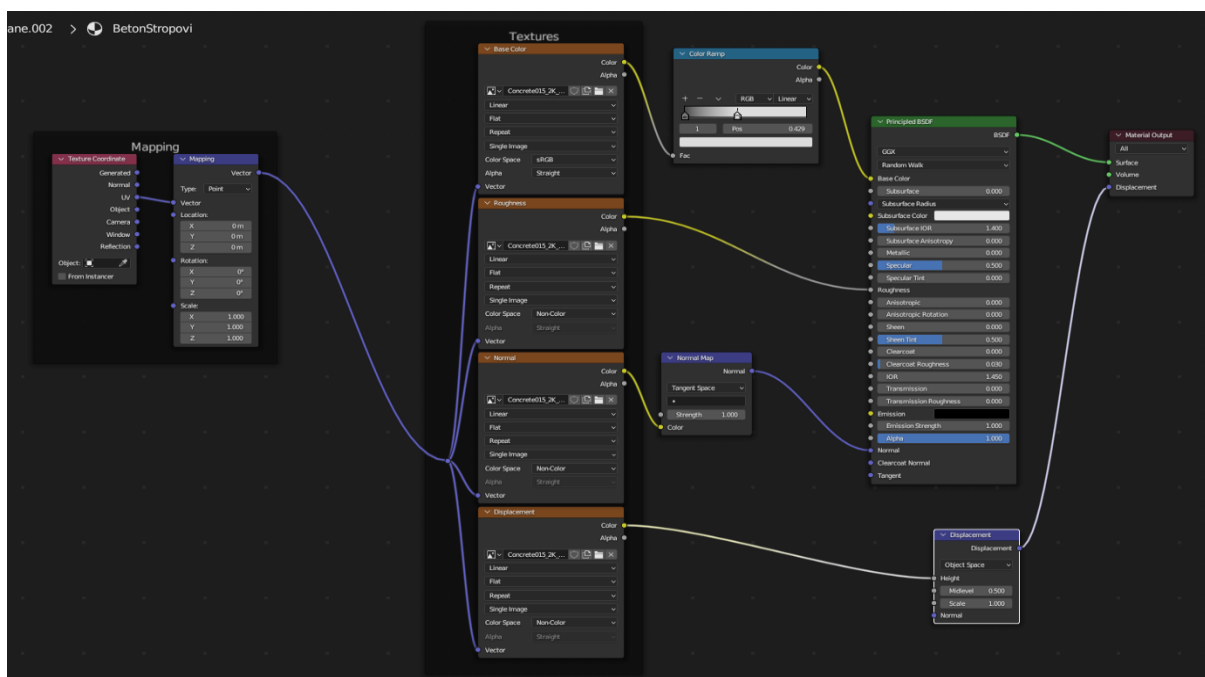 ane.002 > BetonStropovi
Mapping
Texture Coordinate
Generated
Normal
UV
Object
Camera
Window
Reflection
Object:
From Instancer
Mapping
Vector
Type: Point
Vector
Location:
X 0 m
Y 0 m
Z 0 m
Rotation:
X 0°
Y 0°
Z 0°
Scale:
X 1.000
Y 1.000
Z 1.000
Textures
Base Color
Color
Alpha
Concrete015_2K_...
Linear
Flat
Repeat
Single Image
Color Space sRGB
Alpha Straight
Vector
Roughness
Color
Alpha
Concrete015_2K_...
Linear
Flat
Repeat
Single Image
Color Space Non-Color
Alpha Straight
Vector
Normal
Color
Alpha
Concrete015_2K_...
Linear
Flat
Repeat
Single Image
Color Space Non-Color
Alpha Straight
Vector
Displacement
Color
Alpha
Concrete015_2K_...
Linear
Flat
Repeat
Single Image
Color Space Non-Color
Alpha Straight
Vector
Color Ramp
Color
Alpha
+ − RGB Linear
1 Pos 0.429
Fac
Normal Map
Normal
Tangent Space
Strength 1.000
Color
Principled BSDF
BSDF
GGX
Random Walk
Base Color
Subsurface 0.000
Subsurface Radius
Subsurface Color
Subsurface IOR 1.400
Subsurface Anisotropy 0.000
Metallic 0.000
Specular 0.500
Specular Tint 0.000
Roughness
Anisotropic 0.000
Anisotropic Rotation 0.000
Sheen 0.000
Sheen Tint 0.500
Clearcoat 0.000
Clearcoat Roughness 0.030
IOR 1.450
Transmission 0.000
Transmission Roughness 0.000
Emission
Emission Strength 1.000
Alpha 1.000
Normal
Clearcoat Normal
Tangent
Displacement
Displacement
Object Space
Height
Midlevel 0.500
Scale 1.000
Normal
Material Output
All
Surface
Volume
Displacement